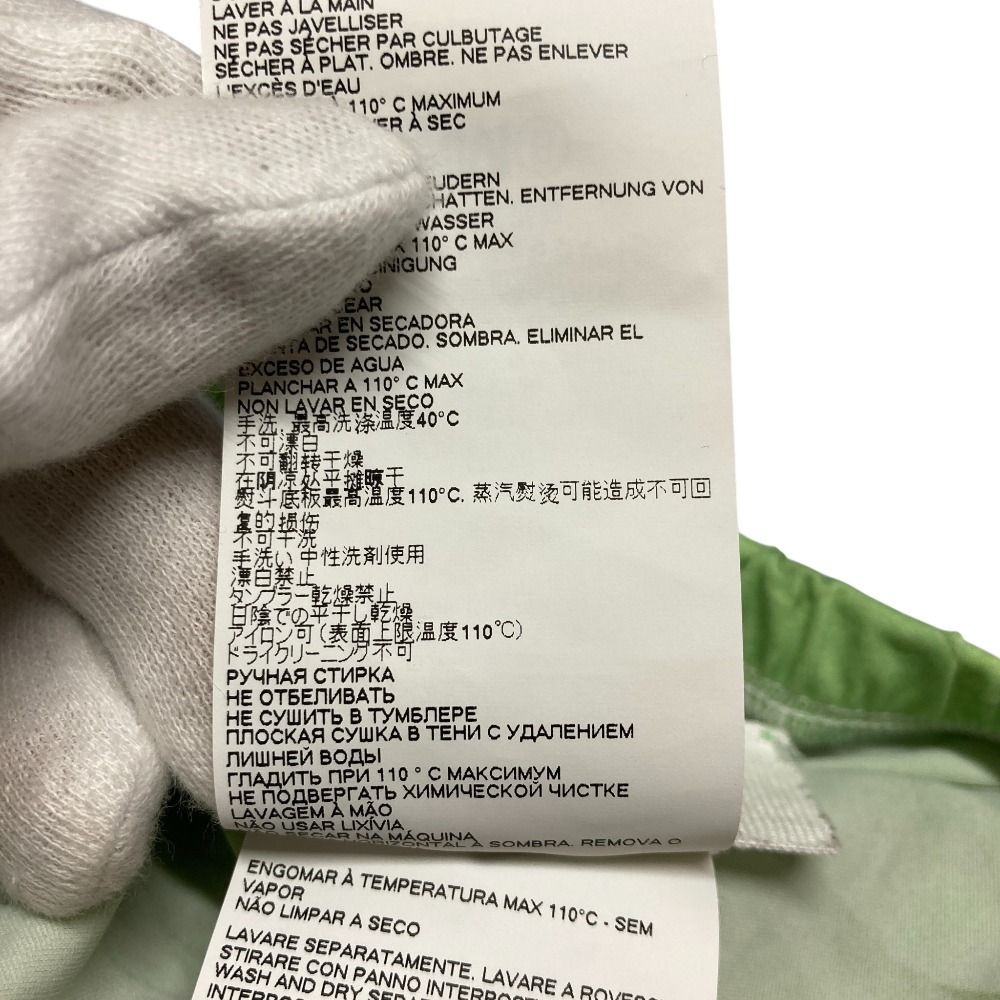 LAVER À LA MAIN
NE PAS JAVELLISER
NE PAS SÉCHER PAR CULBUTAGE
SÉCHER À PLAT. OMBRE. NE PAS ENLEVER
L'EXCÈS D'EAU
À 110° C MAXIMUM
À SEC
ENTFERNUNG VON
WASSER
110° C MAX
EN SECADORA
DE SECADO. SOMBRA. ELIMINAR EL
EXCESO DE AGUA
PLANCHAR A 110° C MAX
NON LAVAR EN SECO
手洗, 最高洗涤温度40°C
不可漂白
不可翻转干燥
在阴凉处平摊晾干
熨斗底板最高温度110°C. 蒸汽熨烫可能造成不可回
复的损伤
不可干洗
手洗い 中性洗剤使用
漂白禁止
タンブラー乾燥禁止
日陰での平干し乾燥
アイロン可(表面上限温度110℃)
ドライクリーニング不可
РУЧНАЯ СТИРКА
НЕ ОТБЕЛИВАТЬ
НЕ СУШИТЬ В ТУМБЛЕРЕ
ПЛОСКАЯ СУШКА В ТЕНИ С УДАЛЕНИЕМ
ЛИШНЕЙ ВОДЫ
ГЛАДИТЬ ПРИ 110 ° С МАКСИМУМ
НЕ ПОДВЕРГАТЬ ХИМИЧЕСКОЙ ЧИСТКЕ
LAVAGEM À MÃO
NÃO USAR LIXÍVIA
NÃO SECAR NA MÁQUINA
HORIZONTAL À SOMBRA. REMOVA O
ENGOMAR À TEMPERATURA MAX 110°C - SEM
VAPOR
NÃO LIMPAR A SECO
LAVARE SEPARATAMENTE. LAVARE A ROVESC
STIRARE CON PANNO
WASH AND DRY